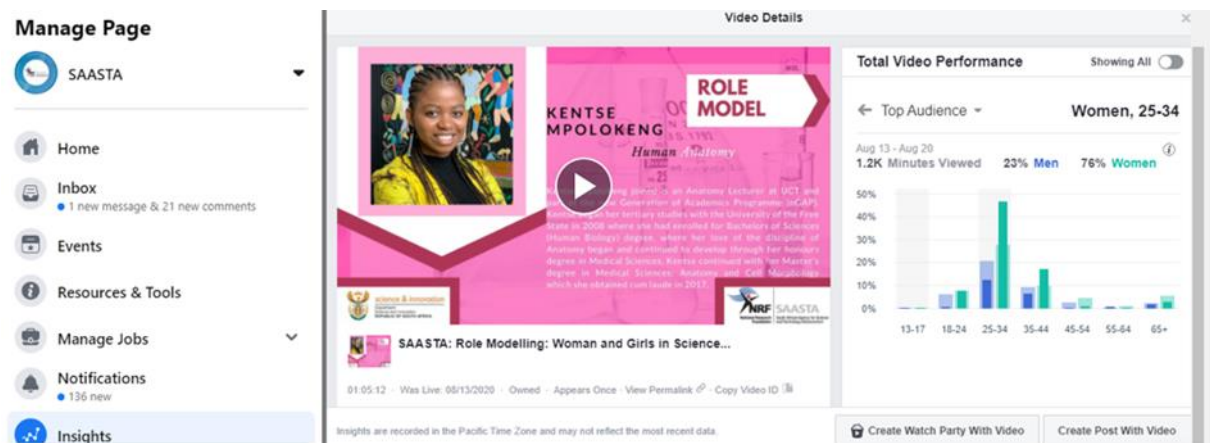 Manage Page
SAASTA
Home
Inbox
1 new message & 21 new comments
Events
Resources & Tools
Manage Jobs
Notifications
136 new
Insights
Video Details
ROLE
MODEL
KENTSE
MPOLOKENG
Human Anatomy
Kentse Mpolokeng joined as an Anatomy Lecturer at UCT and
part of the new Generation of Academics Programme (nGAP).
Kentse began her tertiary studies with the University of the Free
State in 2008 where she had enrolled for Bachelors of Sciences
(Human Biology) degree, where her love of the discipline of
Anatomy began and continued to develop through her honours
degree in Medical Sciences. Kentse continued with her Master's
degree in Medical Sciences: Anatomy and Cell Morphology
which she obtained cum laude in 2017.
science & innovation
REPUBLIC OF SOUTH AFRICA
NRF SAASTA
SAASTA: Role Modelling: Woman and Girls in Science...
01:05:12 · Was Live: 08/13/2020 · Owned · Appears Once · View Permalink · Copy Video ID
Insights are recorded in the Pacific Time Zone and may not reflect the most recent data.
Total Video Performance
Showing All
Top Audience
Women, 25-34
Aug 13 - Aug 20
1.2K Minutes Viewed 23% Men 76% Women
50%
40%
30%
20%
10%
0%
13-17 18-24 25-34 35-44 45-54 55-64 65+
Create Watch Party With Video
Create Post With Video